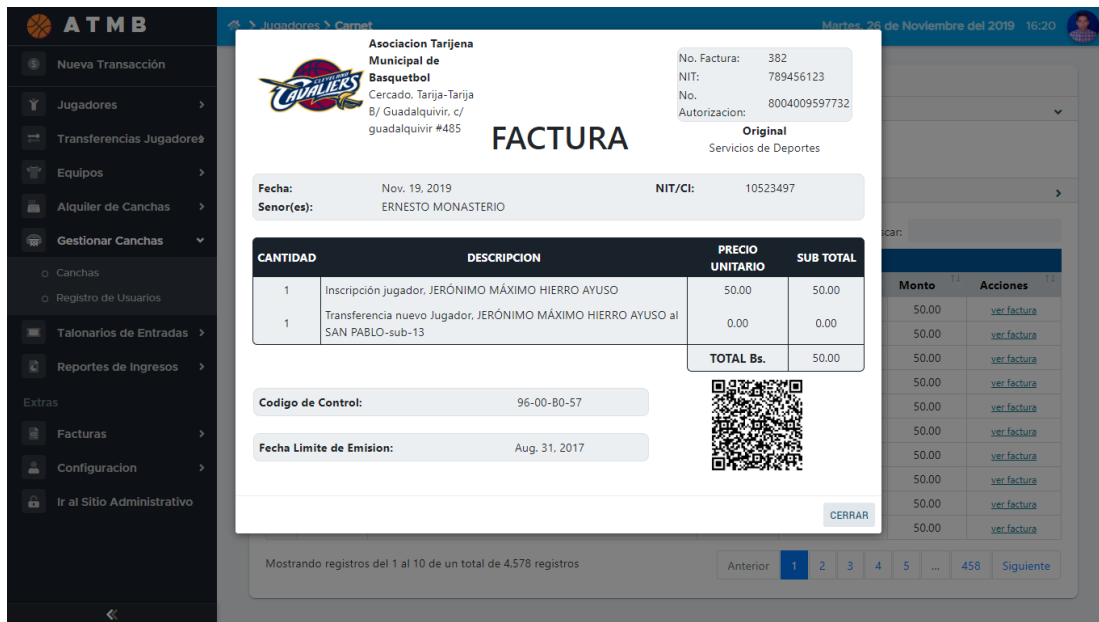 ATMB
Jugadores > Carnet
Martes, 26 de Noviembre del 2019 16:20
Nueva Transacción
Jugadores
Transferencias Jugadores
Equipos
Alquiler de Canchas
Gestionar Canchas
Canchas
Registro de Usuarios
Talonarios de Entradas
Reportes de Ingresos
Extras
Facturas
Configuracion
Ir al Sitio Administrativo
CLEVELAND
CAVALIERS
Asociacion Tarijena
Municipal de
Basquetbol
Cercado, Tarija-Tarija
B/ Guadalquivir, c/
guadalquivir #485
FACTURA
No. Factura: 382
NIT: 789456123
No.
Autorizacion: 8004009597732
Original
Servicios de Deportes
Fecha: Nov. 19, 2019 NIT/CI: 10523497
Senor(es): ERNESTO MONASTERIO
CANTIDAD DESCRIPCION PRECIO UNITARIO SUB TOTAL
1 Inscripción jugador, JERÓNIMO MÁXIMO HIERRO AYUSO 50.00 50.00
1 Transferencia nuevo Jugador, JERÓNIMO MÁXIMO HIERRO AYUSO al
SAN PABLO-sub-13 0.00 0.00
TOTAL Bs. 50.00
Codigo de Control: 96-00-B0-57
Fecha Limite de Emisión: Aug. 31, 2017
CERRAR
scar:
Monto Acciones
50.00 ver factura
50.00 ver factura
50.00 ver factura
50.00 ver factura
50.00 ver factura
50.00 ver factura
50.00 ver factura
50.00 ver factura
50.00 ver factura
50.00 ver factura
Mostrando registros del 1 al 10 de un total de 4,578 registros
Anterior 1 2 3 4 5 ... 458 Siguiente